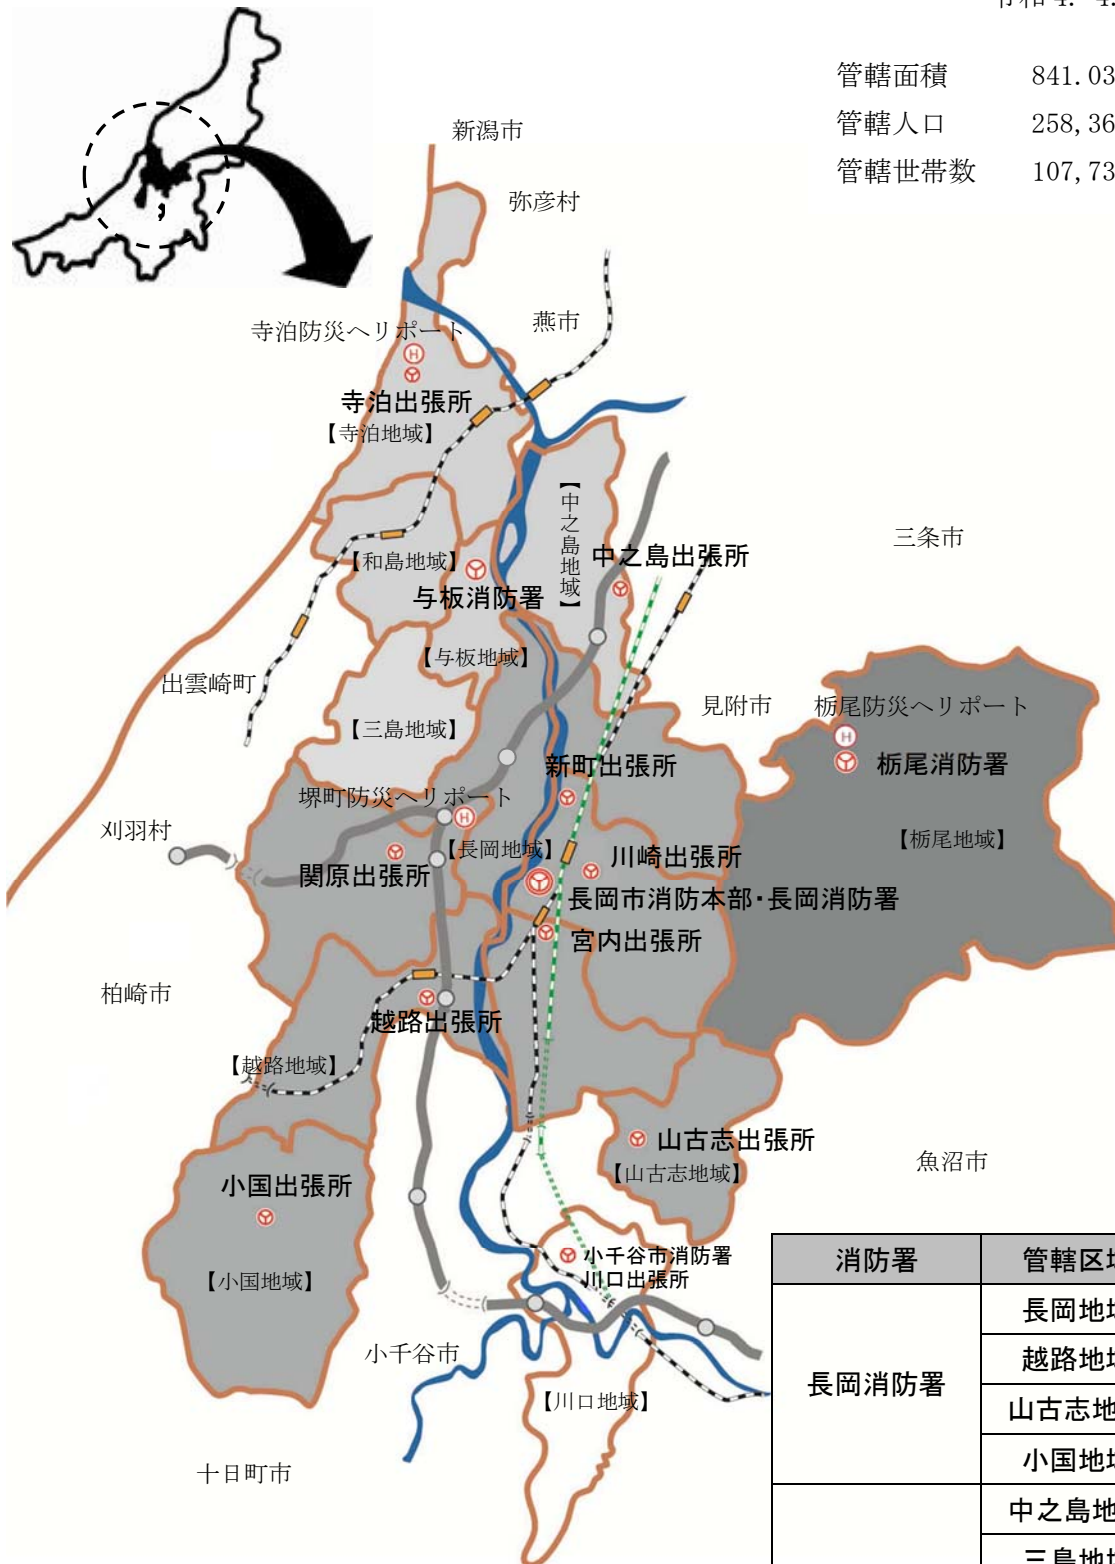 令和4. 4.
管轄面積 841.03
管轄人口 258,36
管轄世帯数 107,73
新潟市
弥彦村
燕市
寺泊防災ヘリポート
H
寺泊出張所
【寺泊地域】
【中之島地域】
中之島出張所
三条市
【和島地域】
与板消防署
【与板地域】
出雲崎町
【三島地域】
見附市
栃尾防災ヘリポート
H
栃尾消防署
【栃尾地域】
新町出張所
堺町防災ヘリポート
H
刈羽村
【長岡地域】
関原出張所
川崎出張所
長岡市消防本部・長岡消防署
宮内出張所
柏崎市
越路出張所
【越路地域】
山古志出張所
【山古志地域】
魚沼市
小国出張所
【小国地域】
小千谷市消防署
川口出張所
小千谷市
【川口地域】
十日町市
消防署 管轄区
長岡消防署
長岡地
越路地
山古志地
小国地
中之島地
三島地